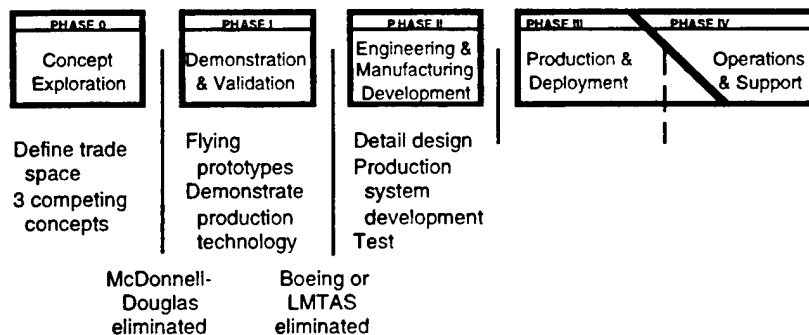 PHASE 0
Concept
Exploration
Define trade
space
3 competing
concepts
PHASE I
Demonstration
& Validation
Flying
prototypes
Demonstrate
production
technology
PHASE II
Engineering &
Manufacturing
Development
Detail design
Production
system
development
Test
PHASE III
Production &
Deployment
PHASE IV
Operations
& Support
McDonnell-
Douglas
eliminated
Boeing or
LMTAS
eliminated